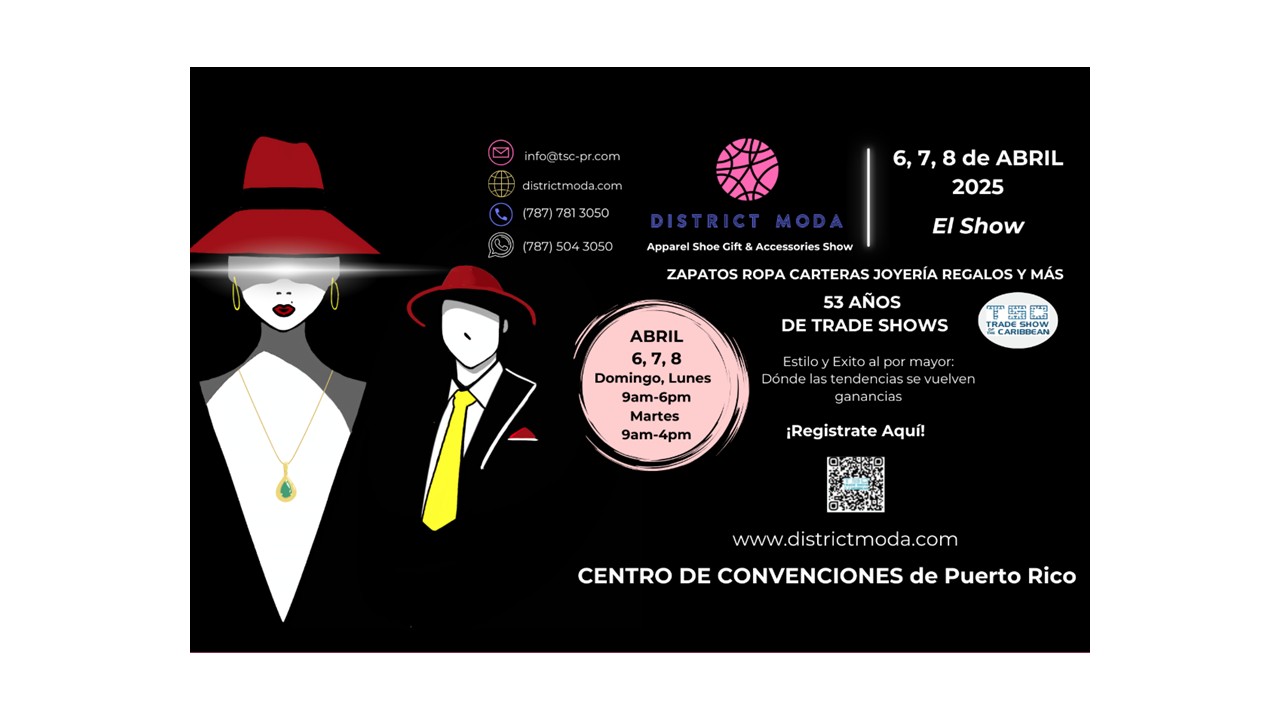 info@tsc-pr.com
districtmoda.com
(787) 781 3050
(787) 504 3050
DISTRICT MODA
Apparel Shoe Gift & Accessories Show
6, 7, 8 de ABRIL
2025
El Show
ZAPATOS ROPA CARTERAS JOYERÍA REGALOS Y MÁS
53 AÑOS
DE TRADE SHOWS
TSC
TRADE SHOW
OF THE CARIBBEAN
ABRIL
6, 7, 8
Domingo, Lunes
9am-6pm
Martes
9am-4pm
Estilo y Exito al por mayor:
Dónde las tendencias se vuelven
ganancias
¡Registrate Aquí!
www.districtmoda.com
CENTRO DE CONVENCIONES de Puerto Rico